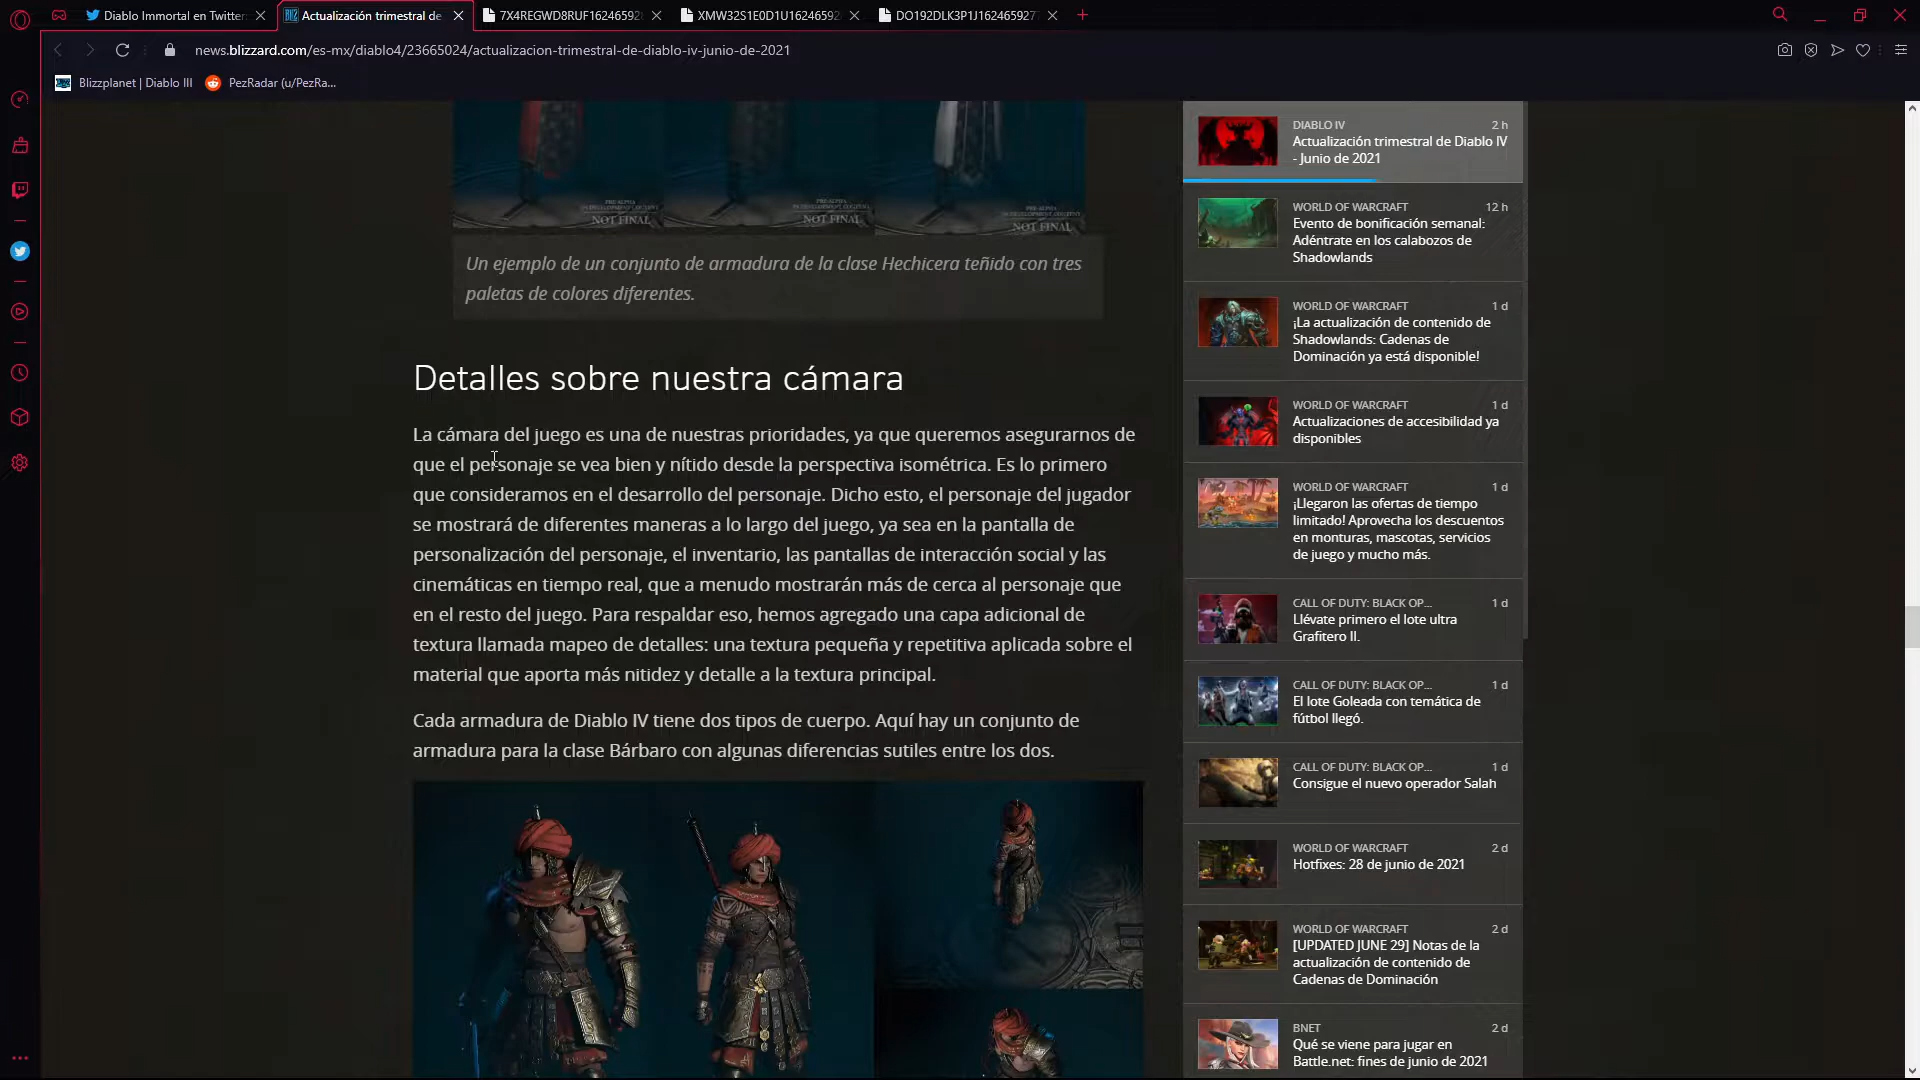 Diablo Immortal en Twitter:
Actualización trimestral de
7X4REGWD8RUF162465920
XMW32S1E0D1U162465920
DO192DLK3P1J1624659277
news.blizzard.com/es-mx/diablo4/23665024/actualizacion-trimestral-de-diablo-iv-junio-de-2021
Blizzplanet | Diablo III
PezRadar (u/PezRa...
NOT FINAL
NOT FINAL
NOT FINAL
Un ejemplo de un conjunto de armadura de la clase Hechicera teñido con tres
paletas de colores diferentes.
Detalles sobre nuestra cámara
La cámara del juego es una de nuestras prioridades, ya que queremos asegurarnos de
que el personaje se vea bien y nítido desde la perspectiva isométrica. Es lo primero
que consideramos en el desarrollo del personaje. Dicho esto, el personaje del jugador
se mostrará de diferentes maneras a lo largo del juego, ya sea en la pantalla de
personalización del personaje, el inventario, las pantallas de interacción social y las
cinemáticas en tiempo real, que a menudo mostrarán más de cerca al personaje que
en el resto del juego. Para respaldar eso, hemos agregado una capa adicional de
textura llamada mapeo de detalles: una textura pequeña y repetitiva aplicada sobre el
material que aporta más nitidez y detalle a la textura principal.
Cada armadura de Diablo IV tiene dos tipos de cuerpo. Aquí hay un conjunto de
armadura para la clase Bárbaro con algunas diferencias sutiles entre los dos.
DIABLO IV 2 h
Actualización trimestral de Diablo IV
- Junio de 2021
WORLD OF WARCRAFT 12 h
Evento de bonificación semanal:
Adéntrate en los calabozos de
Shadowlands
WORLD OF WARCRAFT 1 d
¡La actualización de contenido de
Shadowlands: Cadenas de
Dominación ya está disponible!
WORLD OF WARCRAFT 1 d
Actualizaciones de accesibilidad ya
disponibles
WORLD OF WARCRAFT 1 d
¡Llegaron las ofertas de tiempo
limitado! Aprovecha los descuentos
en monturas, mascotas, servicios
de juego y mucho más.
CALL OF DUTY: BLACK OP... 1 d
Llévate primero el lote ultra
Grafitero II.
CALL OF DUTY: BLACK OP... 1 d
El lote Goleada con temática de
fútbol llegó.
CALL OF DUTY: BLACK OP... 1 d
Consigue el nuevo operador Salah
WORLD OF WARCRAFT 2 d
Hotfixes: 28 de junio de 2021
WORLD OF WARCRAFT 2 d
[UPDATED JUNE 29] Notas de la
actualización de contenido de
Cadenas de Dominación
BNET 2 d
Qué se viene para jugar en
Battle.net: fines de junio de 2021